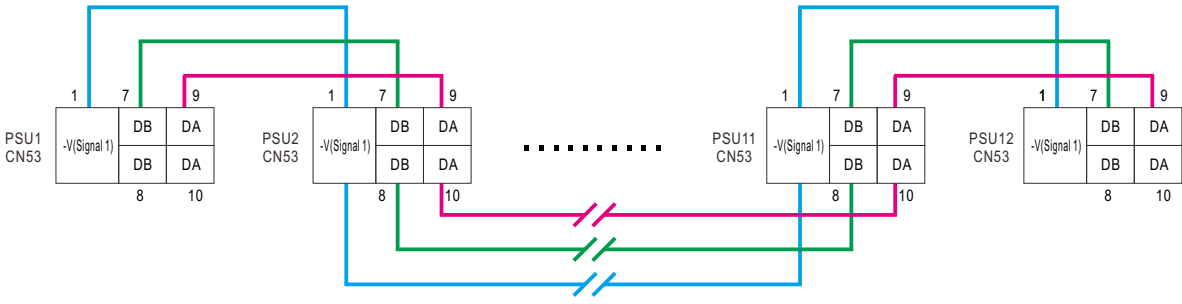 1 7 9 1 7 9 1 7 9 1 7 9
PSU1
CN53
-V(Signal 1)
DB DA
DB DA
PSU2
CN53
-V(Signal 1)
DB DA
DB DA
PSU11
CN53
-V(Signal 1)
DB DA
DB DA
PSU12
CN53
-V(Signal 1)
DB DA
DB DA
8 10 8 10 8 10 8 10